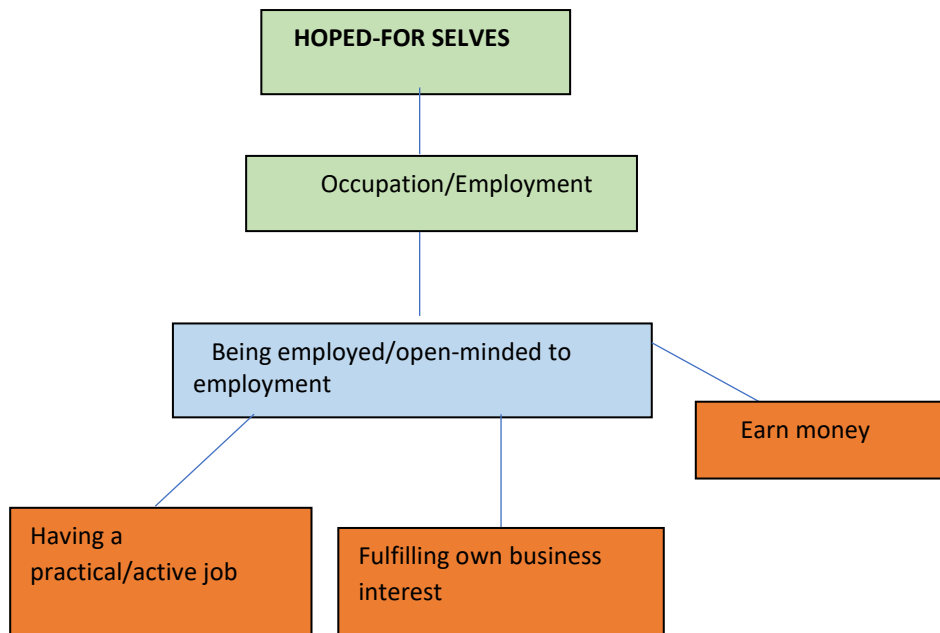 HOPED-FOR SELVES
Occupation/Employment
Being employed/open-minded to
employment
Earn money
Having a
practical/active job
Fulfilling own business
interest